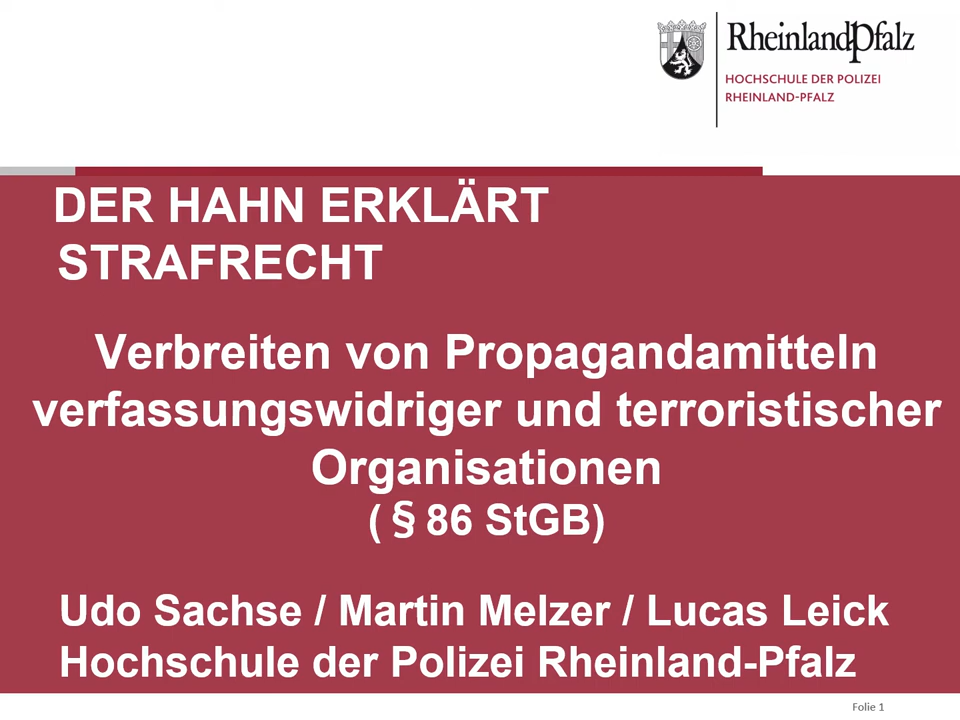 RheinlandPfalz
HOCHSCHULE DER POLIZEI
RHEINLAND-PFALZ
DER HAHN ERKLÄRT
STRAFRECHT
Verbreiten von Propagandamitteln
verfassungswidriger und terroristischer
Organisationen
( § 86 StGB)
Udo Sachse / Martin Melzer / Lucas Leick
Hochschule der Polizei Rheinland-Pfalz
Folie 1